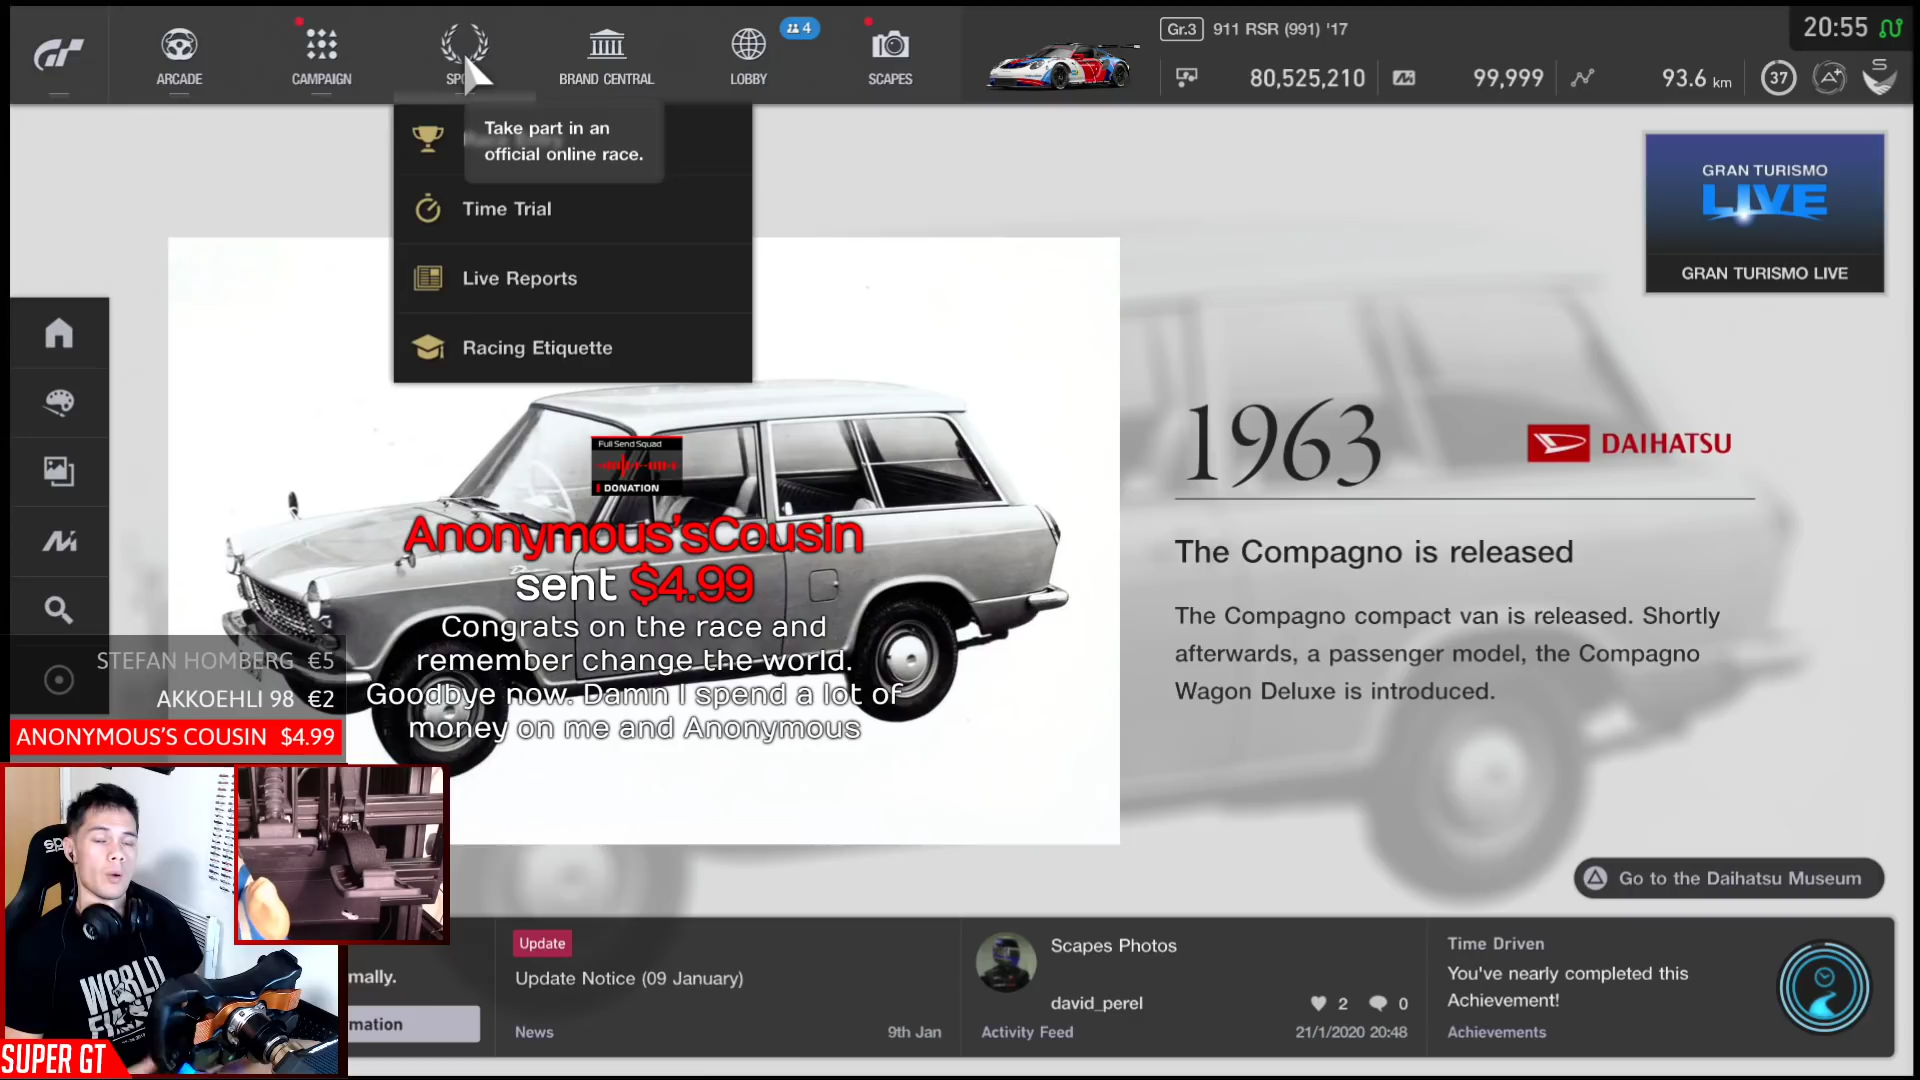 ARCADE
CAMPAIGN
BRAND CENTRAL
LOBBY
4
SCAPES
Gr.3 911 RSR (991) '17
80,525,210
99,999
93.6 km
37
A+
S
20:55
Take part in an
official online race.
Time Trial
Live Reports
Racing Etiquette
GRAN TURISMO
LIVE
GRAN TURISMO LIVE
1963
DAIHATSU
The Compagno is released
The Compagno compact van is released. Shortly
afterwards, a passenger model, the Compagno
Wagon Deluxe is introduced.
Go to the Daihatsu Museum
Full Send Squad
DONATION
Anonymous'sCousin
sent $4.99
Congrats on the race and
remember change the world.
Goodbye now. Damn I spend a lot of
money on me and Anonymous
STEFAN HOMBERG €5
AKKOEHLI 98 €2
ANONYMOUS'S COUSIN $4.99
WORLD
SUPER GT
mally.
mation
Update
Update Notice (09 January)
News
9th Jan
Scapes Photos
david_perel
2
0
Activity Feed
21/1/2020 20:48
Time Driven
You've nearly completed this
Achievement!
Achievements